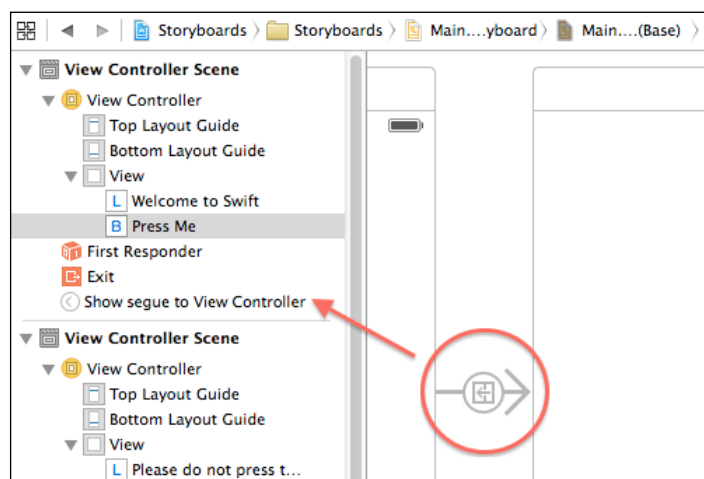 Storyboards Storyboards Main....yboard Main....(Base)
View Controller Scene
View Controller
Top Layout Guide
Bottom Layout Guide
View
L Welcome to Swift
B Press Me
First Responder
Exit
Show segue to View Controller
View Controller Scene
View Controller
Top Layout Guide
Bottom Layout Guide
View
L Please do not press t...